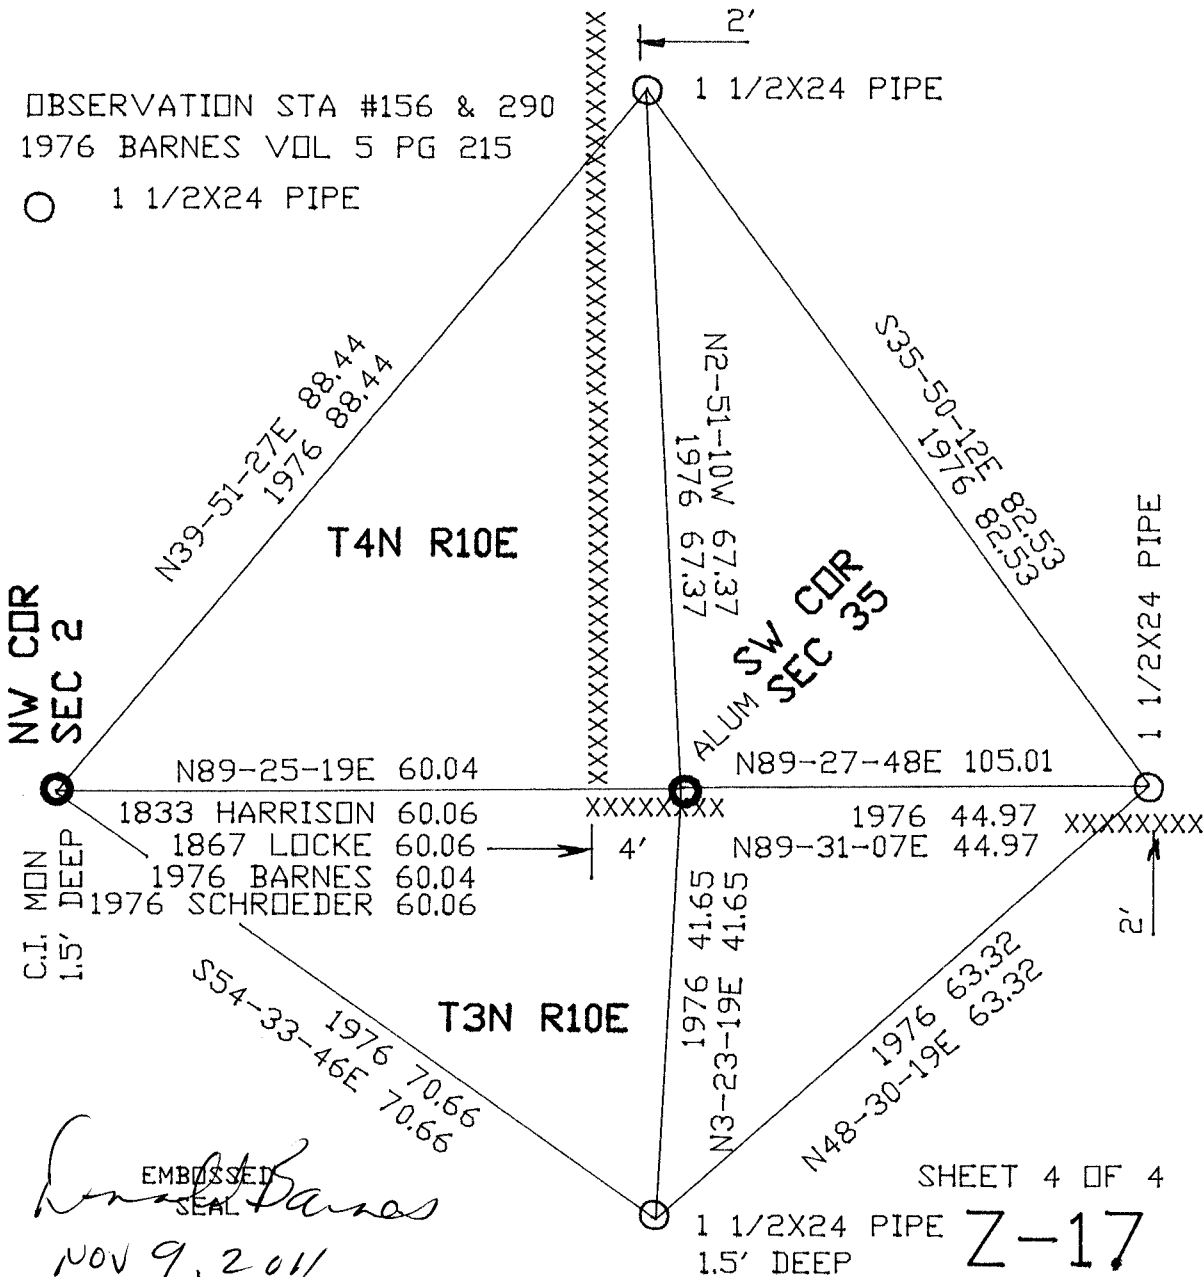 2'
1 1/2X24 PIPE
OBSERVATION STA #156 & 290
1976 BARNES VOL 5 PG 215
1 1/2X24 PIPE
N39-51-27E 88.44
1976 88.44
N2-51-10W 67.37
1976 67.37
S35-50-12E 82.53
1976 82.53
T4N R10E
NW COR
SEC 2
SW COR
SEC 35
ALUM
1 1/2X24 PIPE
N89-25-19E 60.04
N89-27-48E 105.01
1833 HARRISON 60.06
1867 LOCKE 60.06
1976 BARNES 60.04
1976 SCHROEDER 60.06
4'
1976 44.97
N89-31-07E 44.97
C.I. MON
1.5' DEEP
2'
1976 41.65
N3-23-19E 41.65
1976 70.66
S54-33-46E 70.66
T3N R10E
1976 63.32
N48-30-19E 63.32
EMBOSSED
SEAL
Donald Barnes
NOV 9, 2011
1 1/2X24 PIPE
1.5' DEEP
SHEET 4 OF 4
Z-17